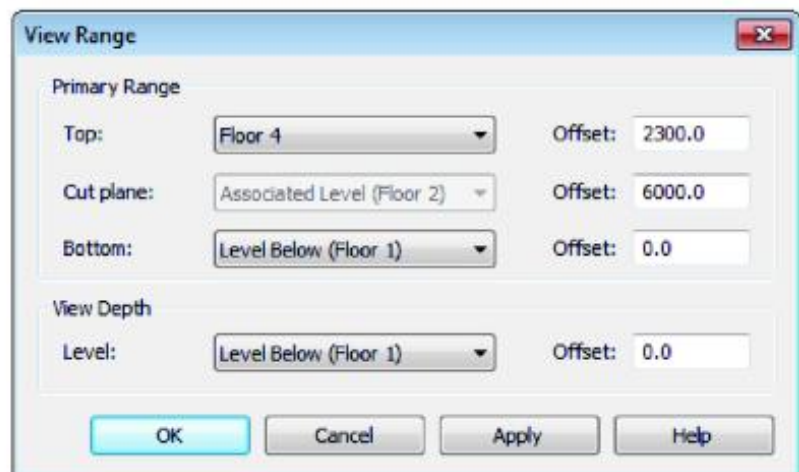 View Range
Primary Range
Top: Floor 4 Offset: 2300.0
Cut plane: Associated Level (Floor 2) Offset: 6000.0
Bottom: Level Below (Floor 1) Offset: 0.0
View Depth
Level: Level Below (Floor 1) Offset: 0.0
OK Cancel Apply Help